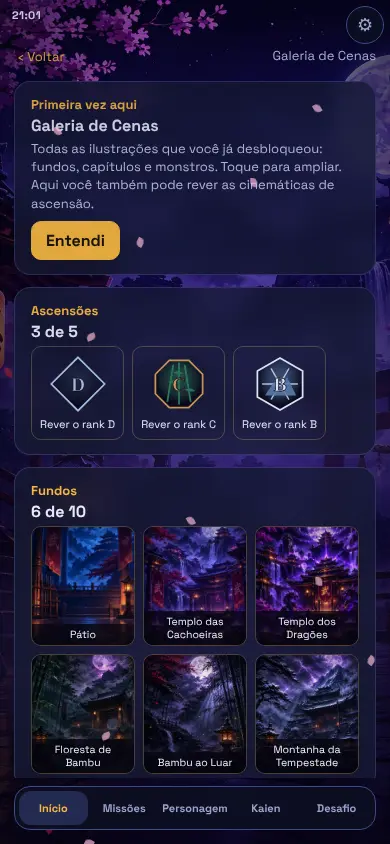 21:01
‹ Voltar
Galeria de Cenas
Primeira vez aqui
Galeria de Cenas
Todas as ilustrações que você já desbloqueou:
fundos, capítulos e monstros. Toque para ampliar.
Aqui você também pode rever as cinemáticas de
ascensão.
Entendi
Ascensões
3 de 5
D
C
B
Rever o rank D
Rever o rank C
Rever o rank B
Fundos
6 de 10
Pátio
Templo das
Cachoeiras
Templo dos
Dragões
Floresta de
Bambu
Bambu ao Luar
Montanha da
Tempestade
Início
Missões
Personagem
Kaien
Desafio